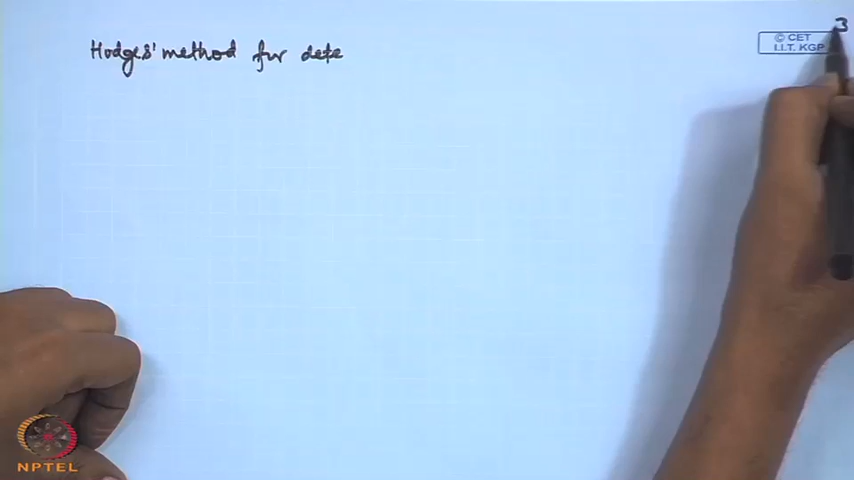 3
© CET
I.I.T. KGP
Hodges' method for dete
NPTEL